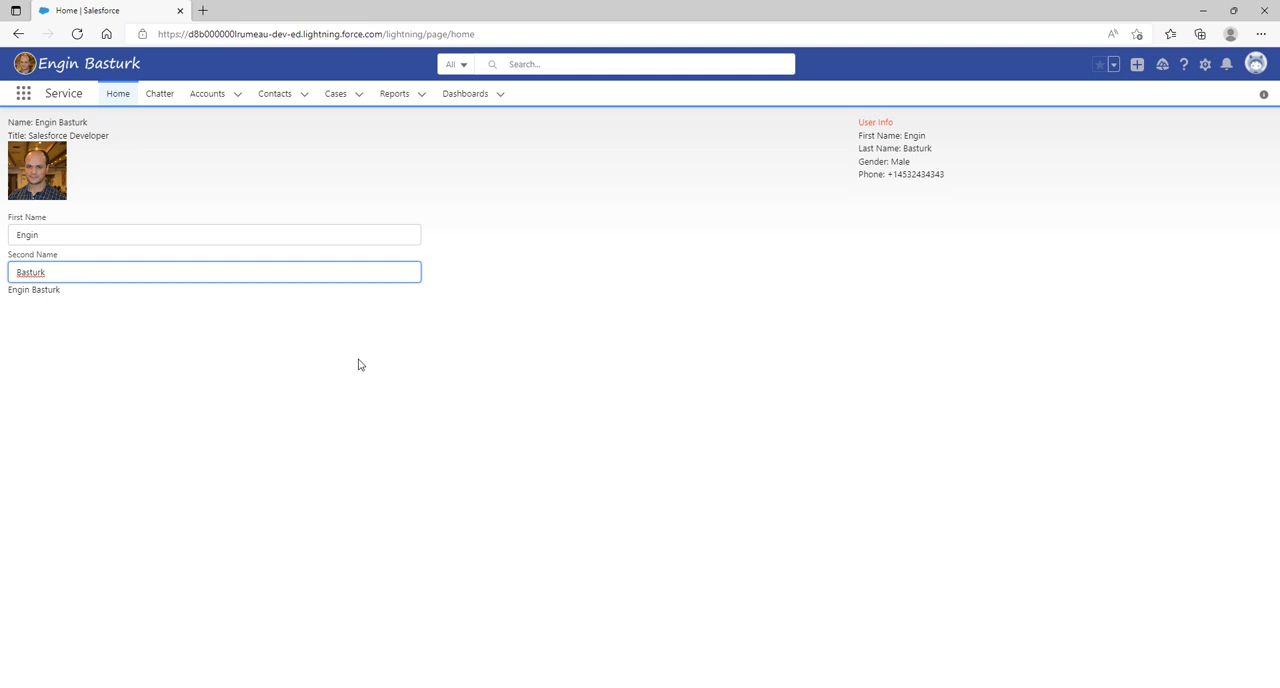 Home | Salesforce
https://d8b000000lrumeau-dev-ed.lightning.force.com/lightning/page/home
Engin Basturk
All
Search...
Service
Home
Chatter
Accounts
Contacts
Cases
Reports
Dashboards
Name: Engin Basturk
Title: Salesforce Developer
First Name
Engin
Second Name
Basturk
Engin Basturk
User Info
First Name: Engin
Last Name: Basturk
Gender: Male
Phone: +14532434343